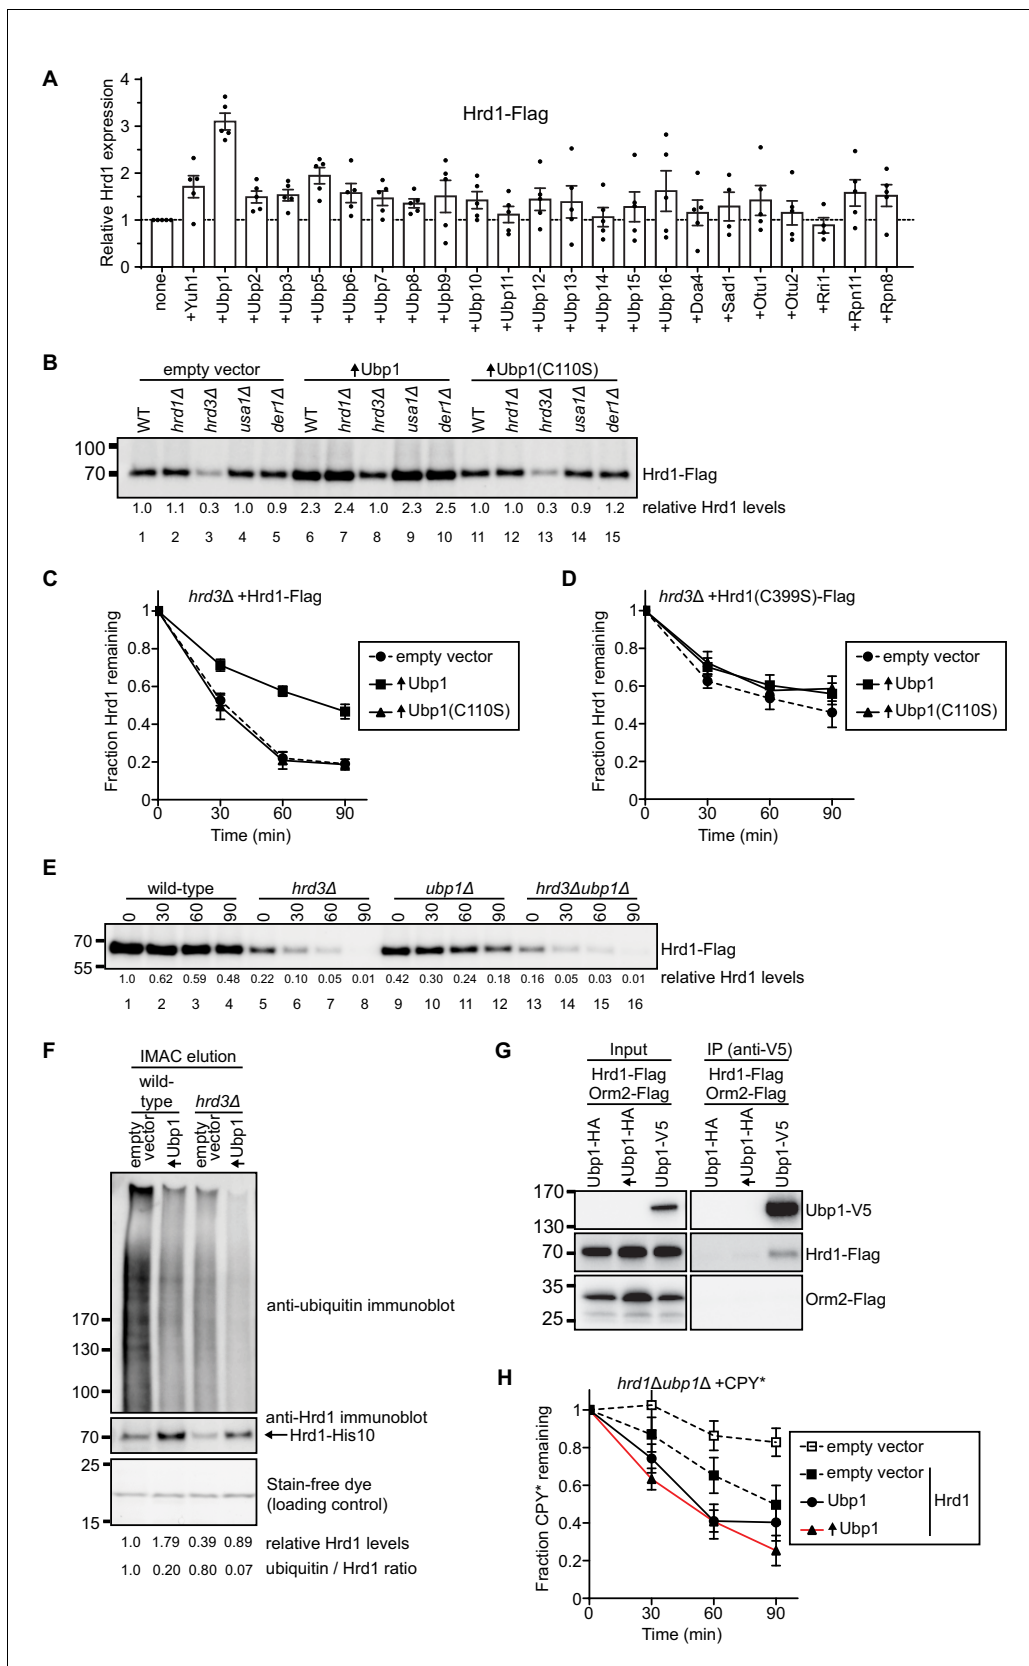 A
Hrd1-Flag
Relative Hrd1 expression
4
3
2
1
0
none
+Yuh1
+Ubp1
+Ubp2
+Ubp3
+Ubp5
+Ubp6
+Ubp7
+Ubp8
+Upb9
+Ubp10
+Ubp11
+Ubp12
+Ubp13
+Ubp14
+Ubp15
+Ubp16
+Doa4
+Sad1
+Otu1
+Otu2
+Rri1
+Rpn11
+Rpn8
B
empty vector ↑Ubp1 ↑Ubp1(C110S)
WT hrd1Δ hrd3Δ usa1Δ der1Δ WT hrd1Δ hrd3Δ usa1Δ der1Δ WT hrd1Δ hrd3Δ usa1Δ der1Δ
100
70 Hrd1-Flag
1.0 1.1 0.3 1.0 0.9 2.3 2.4 1.0 2.3 2.5 1.0 1.0 0.3 0.9 1.2 relative Hrd1 levels
1 2 3 4 5 6 7 8 9 10 11 12 13 14 15
C
hrd3Δ +Hrd1-Flag
Fraction Hrd1 remaining
1
0.8
0.6
0.4
0.2
0
0 30 60 90
Time (min)
empty vector
↑Ubp1
↑Ubp1(C110S)
D
hrd3Δ +Hrd1(C399S)-Flag
Fraction Hrd1 remaining
1
0.8
0.6
0.4
0.2
0
0 30 60 90
Time (min)
empty vector
↑Ubp1
↑Ubp1(C110S)
E
wild-type hrd3Δ ubp1Δ hrd3Δubp1Δ
0 30 60 90 0 30 60 90 0 30 60 90 0 30 60 90
70 Hrd1-Flag
55
1.0 0.62 0.59 0.48 0.22 0.10 0.05 0.01 0.42 0.30 0.24 0.18 0.16 0.05 0.03 0.01 relative Hrd1 levels
1 2 3 4 5 6 7 8 9 10 11 12 13 14 15 16
F
IMAC elution
wild-
type hrd3Δ
empty vector ↑Ubp1 empty vector ↑Ubp1
anti-ubiquitin immunoblot
170
130
100
anti-Hrd1 immunoblot
70 ←Hrd1-His10
25
Stain-free dye
(loading control)
15
1.0 1.79 0.39 0.89 relative Hrd1 levels
1.0 0.20 0.80 0.07 ubiquitin / Hrd1 ratio
G
Input IP (anti-V5)
Hrd1-Flag Hrd1-Flag
Orm2-Flag Orm2-Flag
Ubp1-HA ↑Ubp1-HA Ubp1-V5 Ubp1-HA ↑Ubp1-HA Ubp1-V5
170
Ubp1-V5
130
70 Hrd1-Flag
35
Orm2-Flag
25
H
hrd1Δubp1Δ +CPY*
Fraction CPY* remaining
1
0.8
0.6
0.4
0.2
0
0 30 60 90
Time (min)
empty vector
empty vector
Ubp1
↑Ubp1
Hrd1